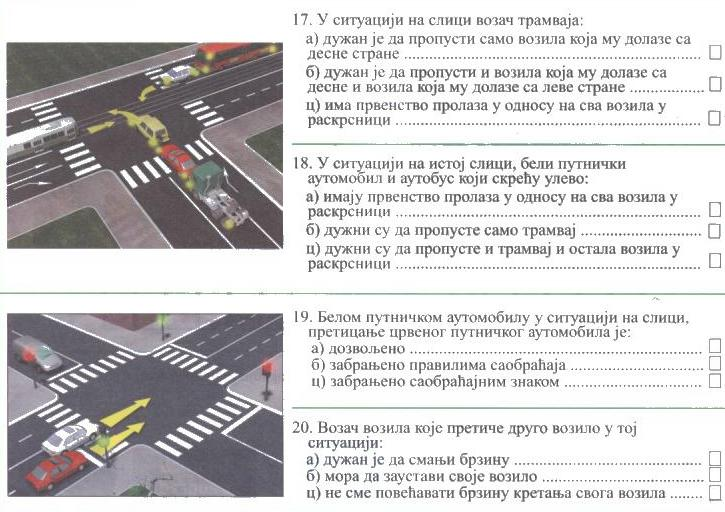 17. У ситуацији на слици возач трамваја:
а) дужан је да пропусти само возила која му долазе са
десне стране ........................................................................
б) дужан је да пропусти и возила која му долазе са
десне и возила која му долазе са леве стране ...................
ц) има првенство пролаза у односу на сва возила у
раскрсници ...........................................................................
18. У ситуацији на истој слици, бели путнички
аутомобил и аутобус који скрећу улево:
а) имају првенство пролаза у односу на сва возила у
раскрсници ...........................................................................
б) дужни су да пропусте само трамвај ..............................
ц) дужни су да пропусте и трамвај и остала возила у
раскрсници ...........................................................................
19. Белом путничком аутомобилу у ситуацији на слици,
претицање црвеног путничког аутомобила је:
а) дозвољено .......................................................................
б) забрањено правилима саобраћаја .................................
ц) забрањено саобраћајним знаком ..................................
20. Возач возила које претиче друго возило у тој
ситуацији:
а) дужан је да смањи брзину .............................................
б) мора да заустави своје возило .......................................
ц) не сме повећавати брзину кретања свога возила ........